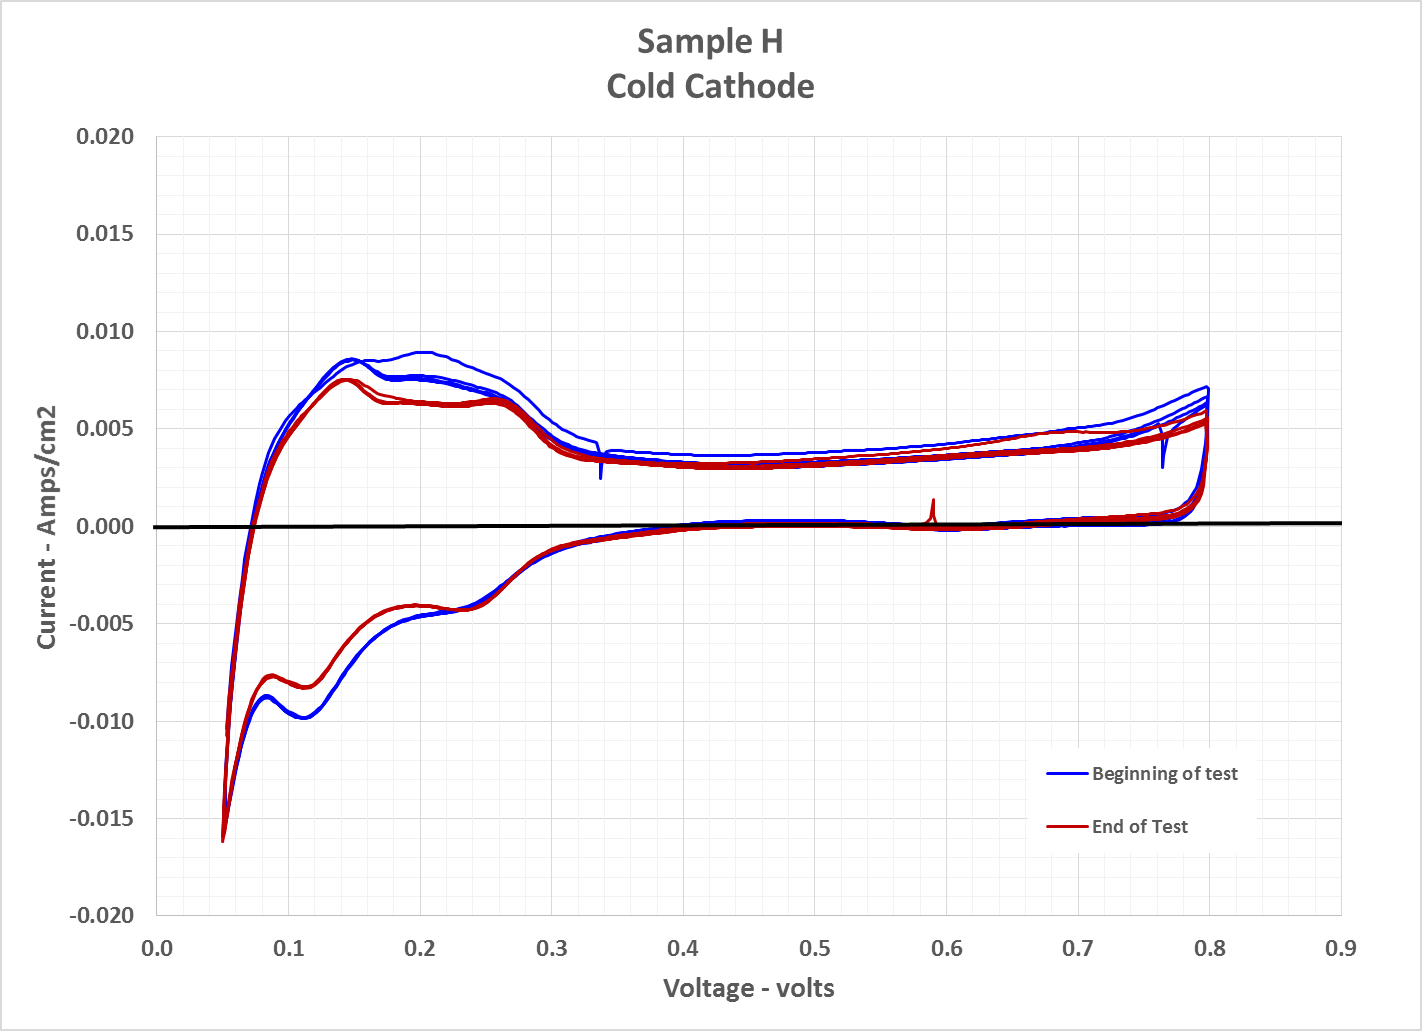 Sample H
Cold Cathode
0.020
0.015
0.010
0.005
0.000
-0.005
-0.010
-0.015
-0.020
Current - Amps/cm2
Beginning of test
End of Test
0.0 0.1 0.2 0.3 0.4 0.5 0.6 0.7 0.8 0.9
Voltage - volts